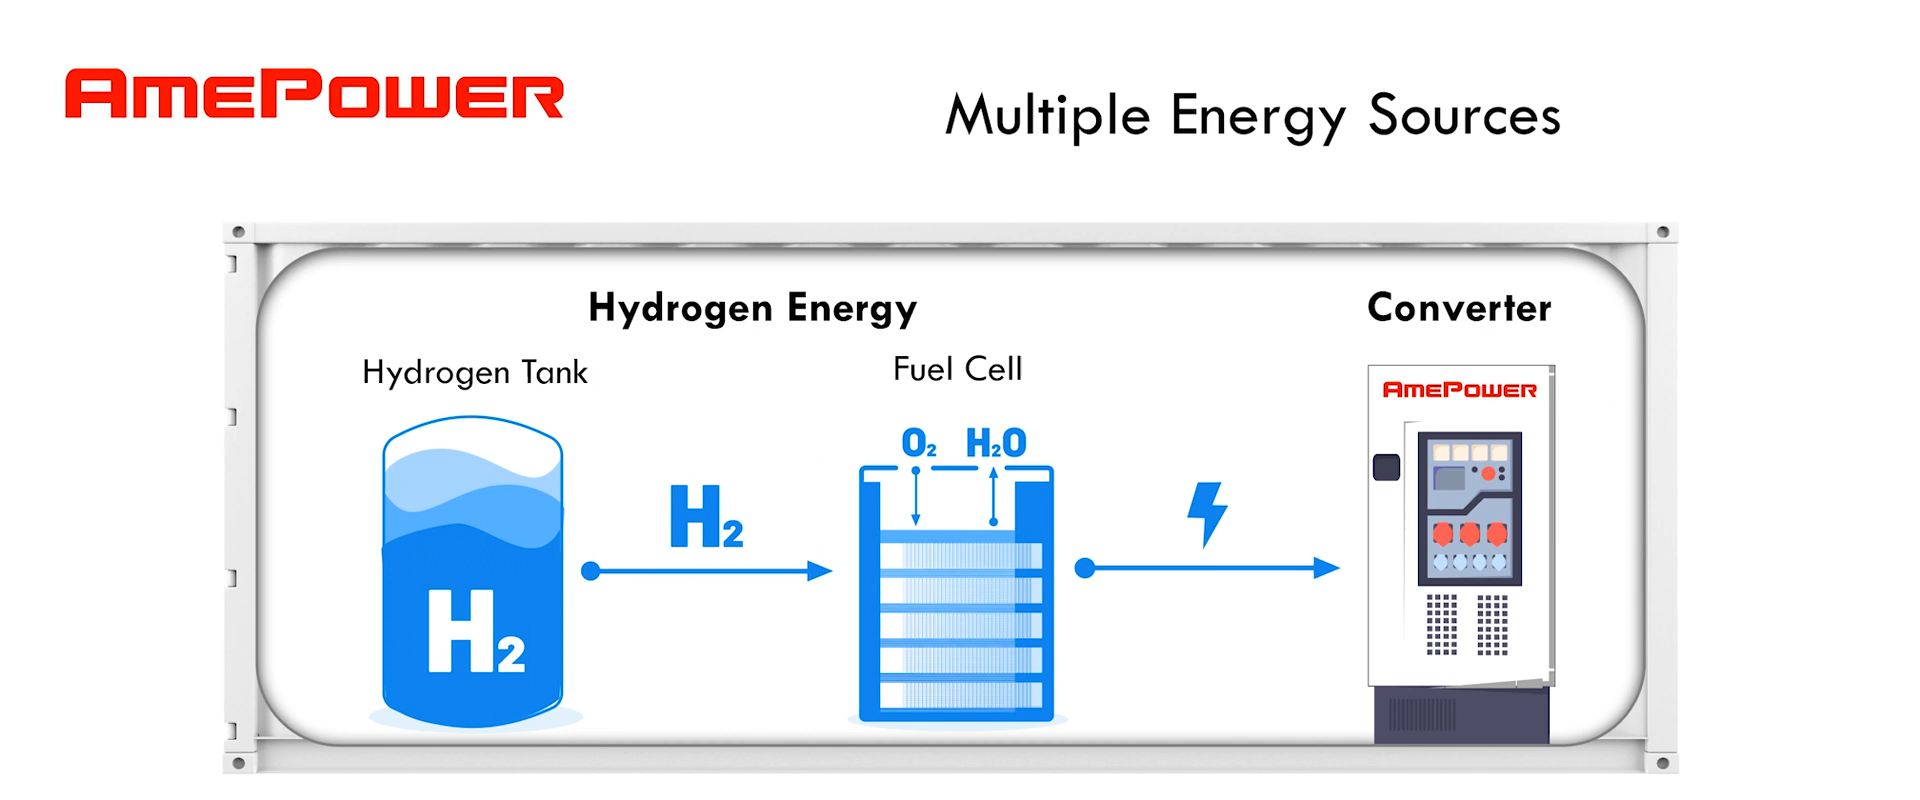 AmePower
Multiple Energy Sources
Hydrogen Energy
Converter
Hydrogen Tank
Fuel Cell
AmePower
O₂ H₂O
H₂
H₂